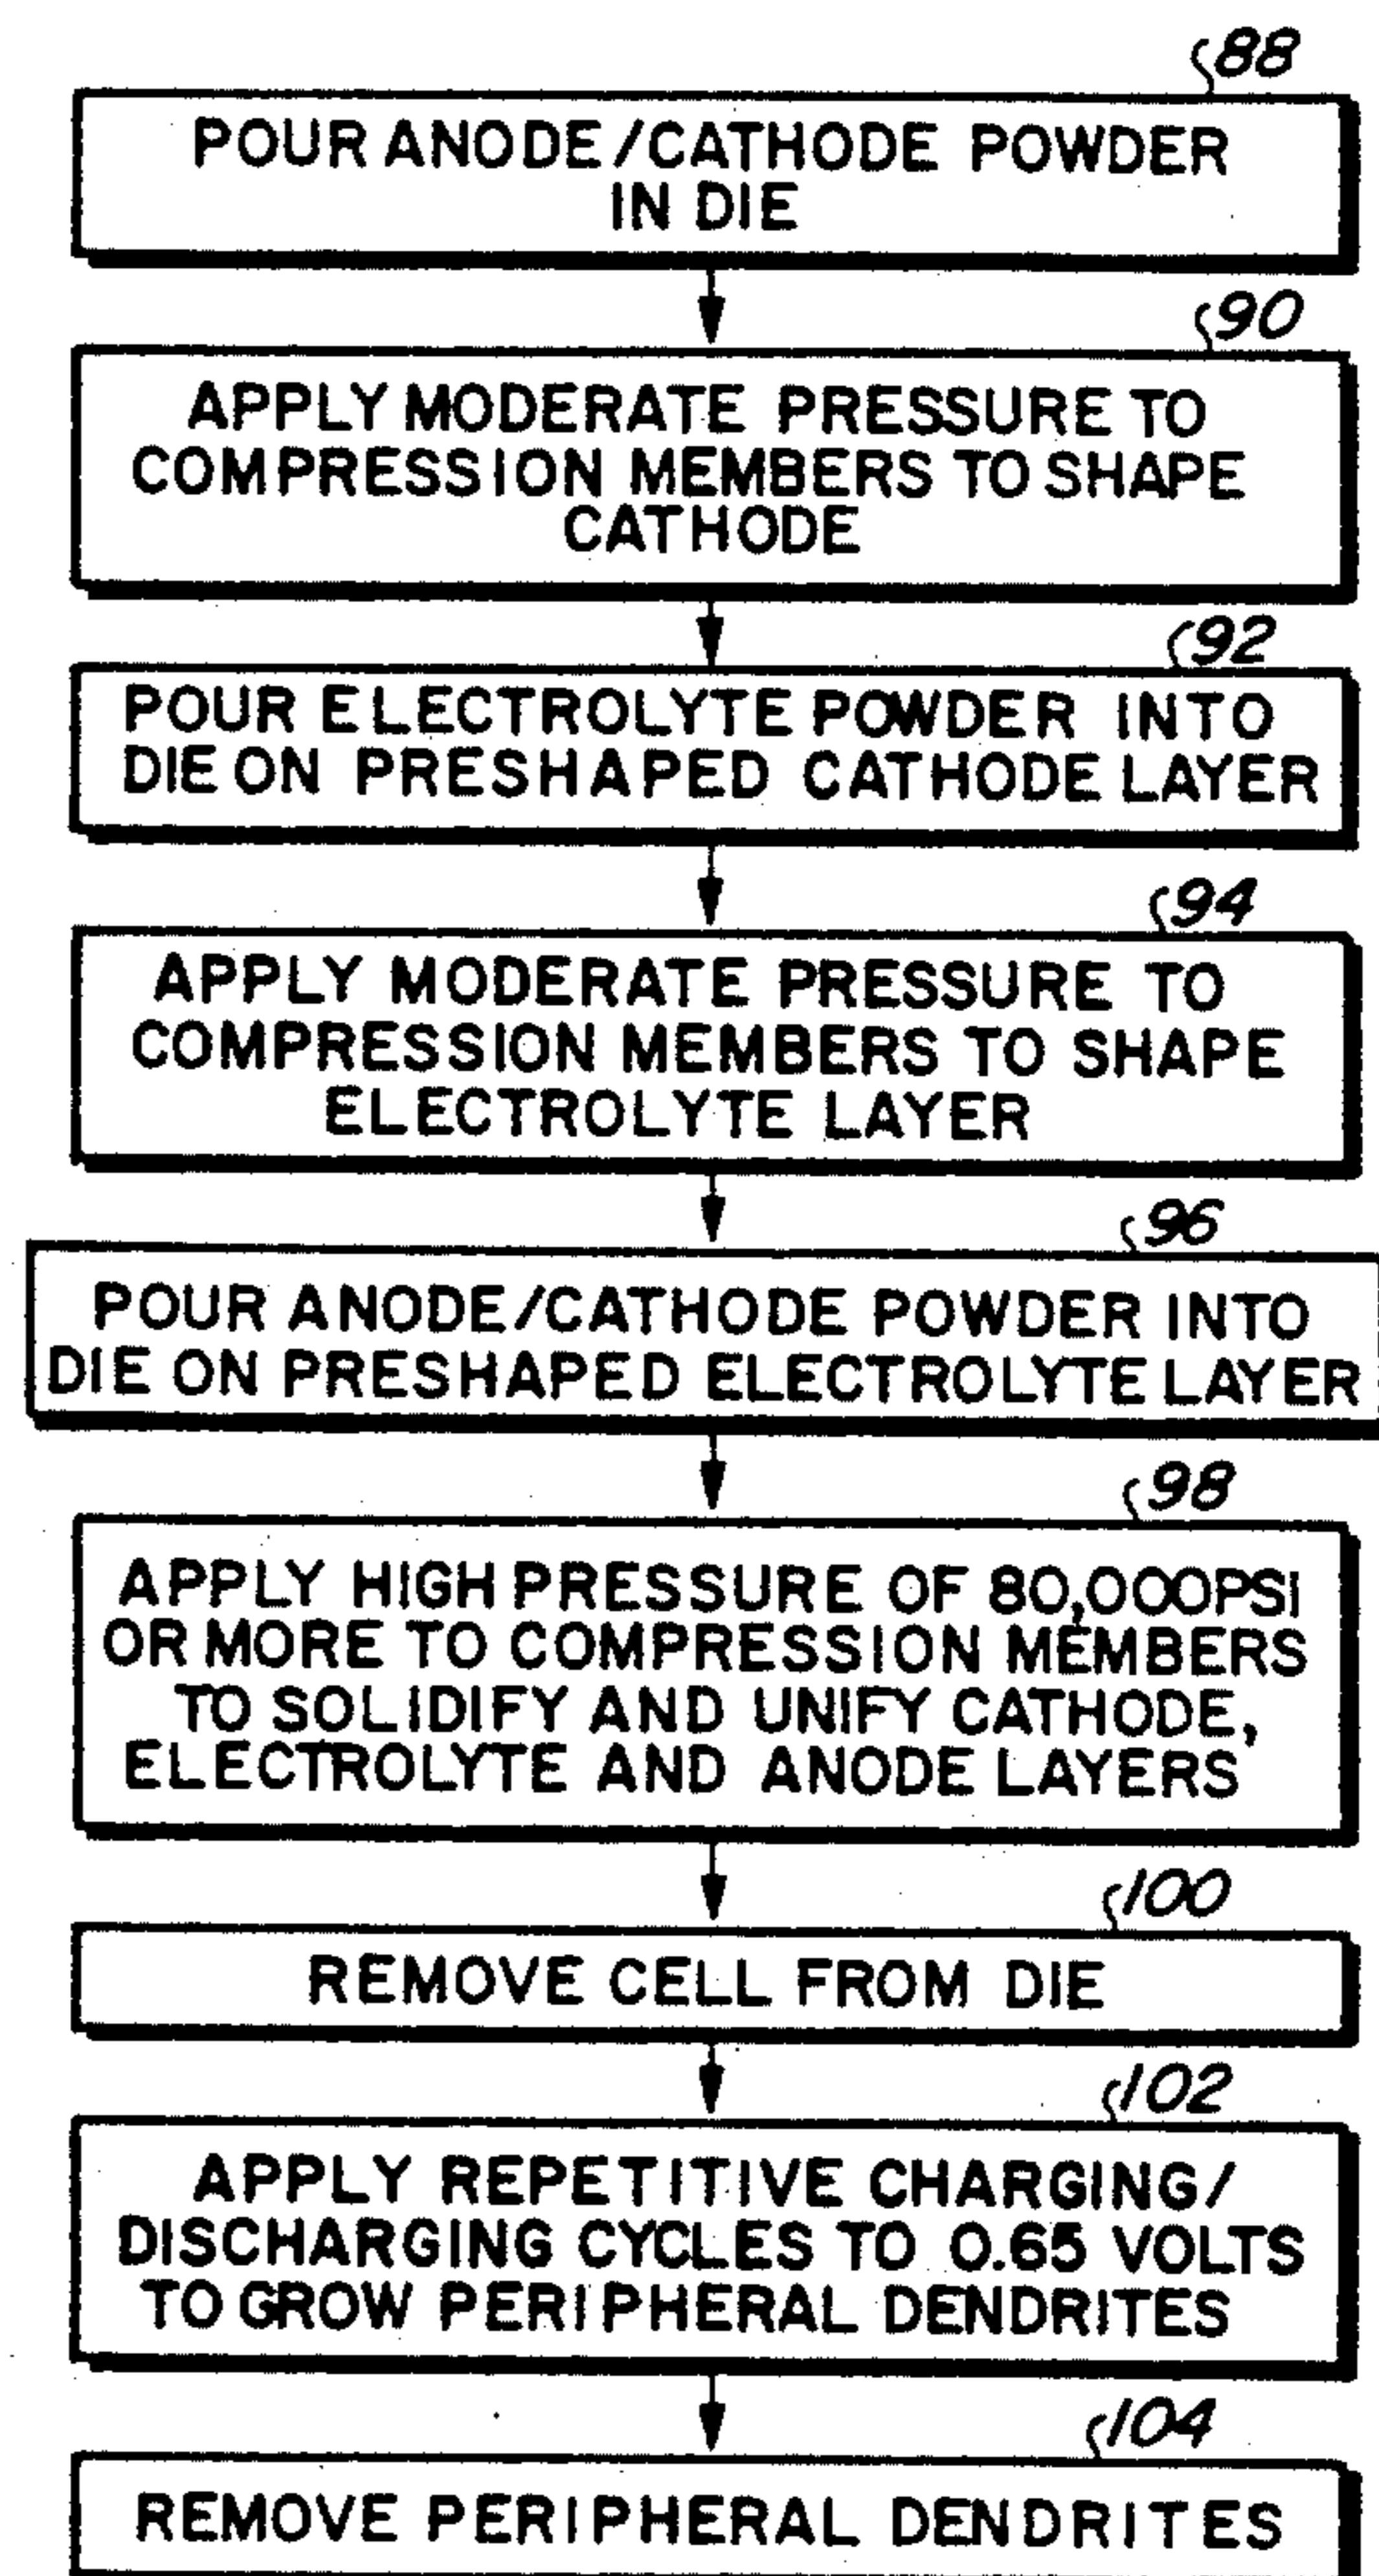 88
POUR ANODE/CATHODE POWDER
IN DIE
90
APPLY MODERATE PRESSURE TO
COMPRESSION MEMBERS TO SHAPE
CATHODE
92
POUR ELECTROLYTE POWDER INTO
DIE ON PRESHAPED CATHODE LAYER
94
APPLY MODERATE PRESSURE TO
COMPRESSION MEMBERS TO SHAPE
ELECTROLYTE LAYER
96
POUR ANODE/CATHODE POWDER INTO
DIE ON PRESHAPED ELECTROLYTE LAYER
98
APPLY HIGH PRESSURE OF 80,000PSI
OR MORE TO COMPRESSION MEMBERS
TO SOLIDIFY AND UNIFY CATHODE,
ELECTROLYTE AND ANODE LAYERS
100
REMOVE CELL FROM DIE
102
APPLY REPETITIVE CHARGING/
DISCHARGING CYCLES TO 0.65 VOLTS
TO GROW PERIPHERAL DENDRITES
104
REMOVE PERIPHERAL DENDRITES